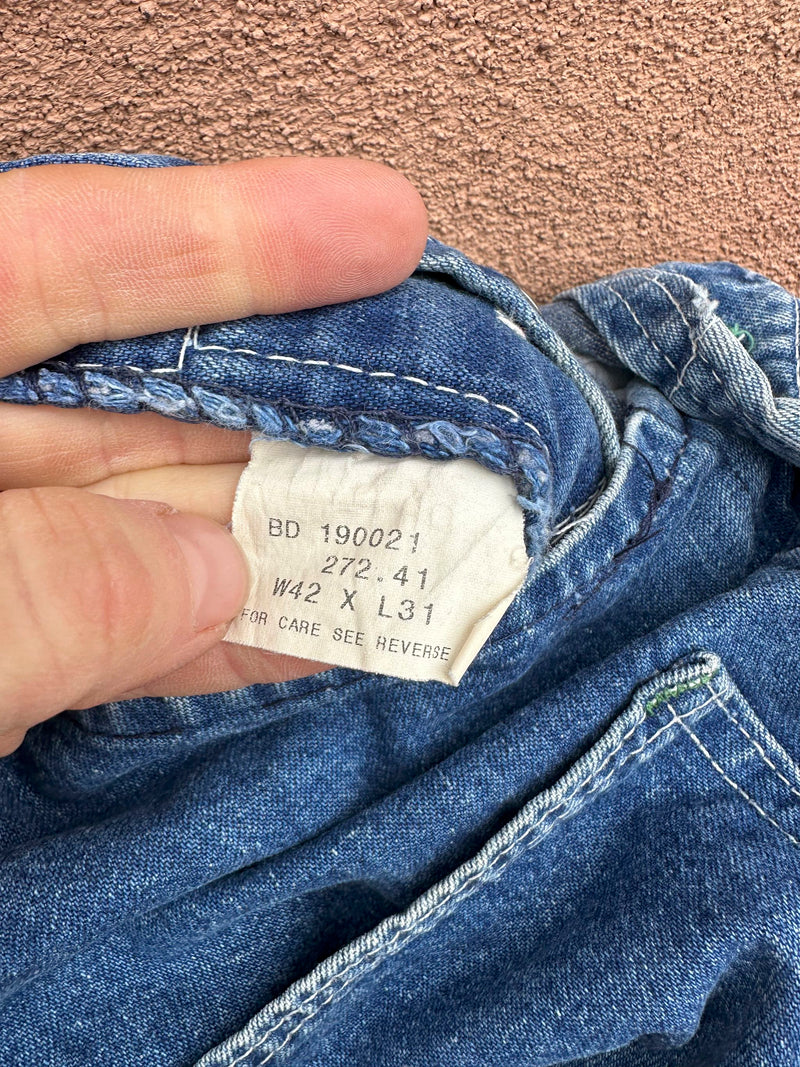 BD 190021
272.41
W42 X L31
FOR CARE SEE REVERSE